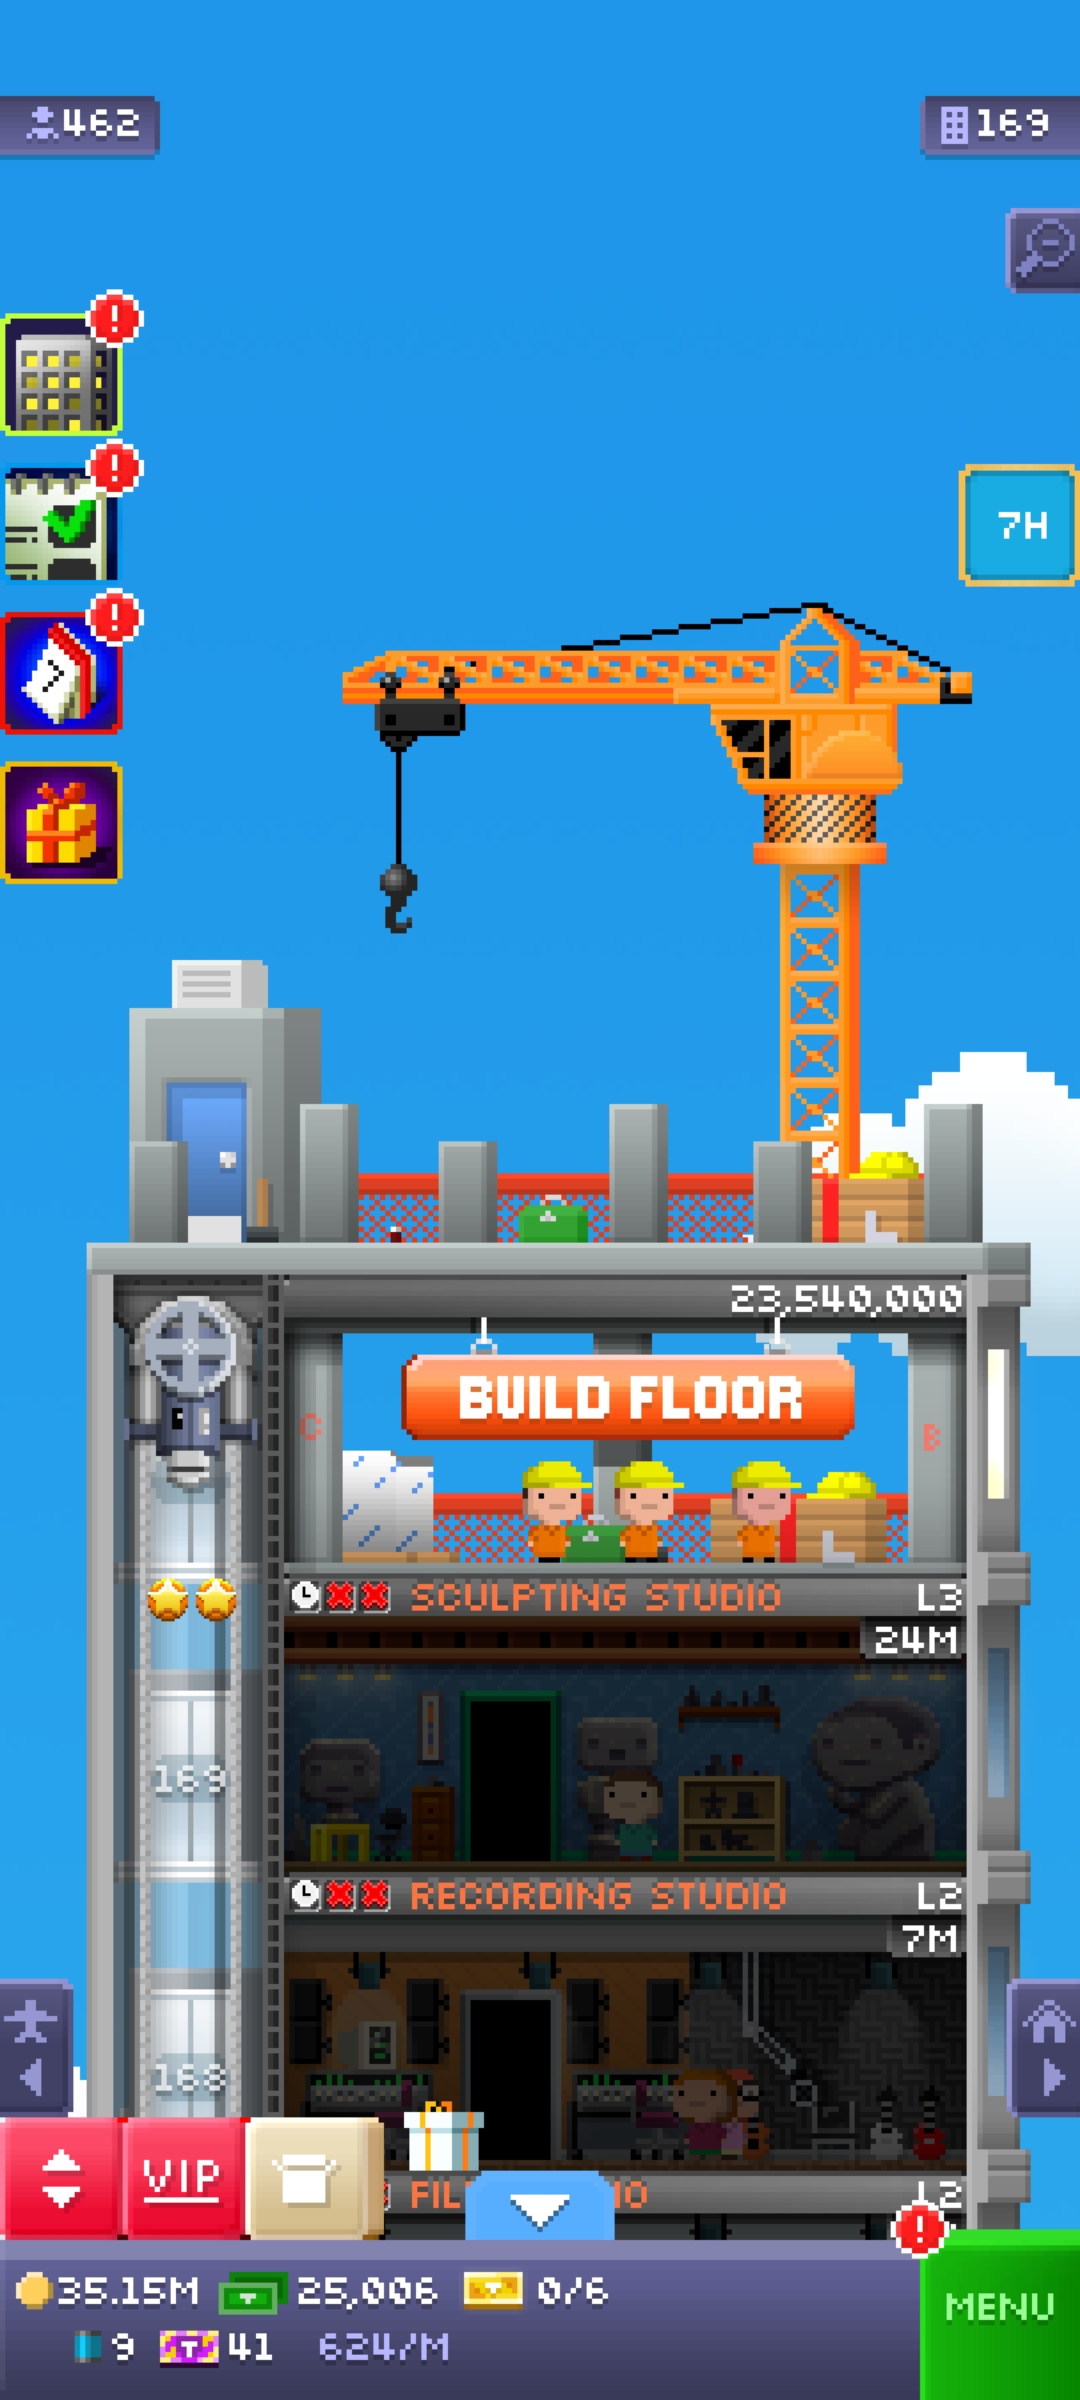 462
169
7H
23,540,000
BUILD FLOOR
C
B
SCULPTING STUDIO L3
24M
169
RECORDING STUDIO L2
7M
168
VIP
FIL IO L2
35.15M 25,006 0/6
MENU
9 41 624/M